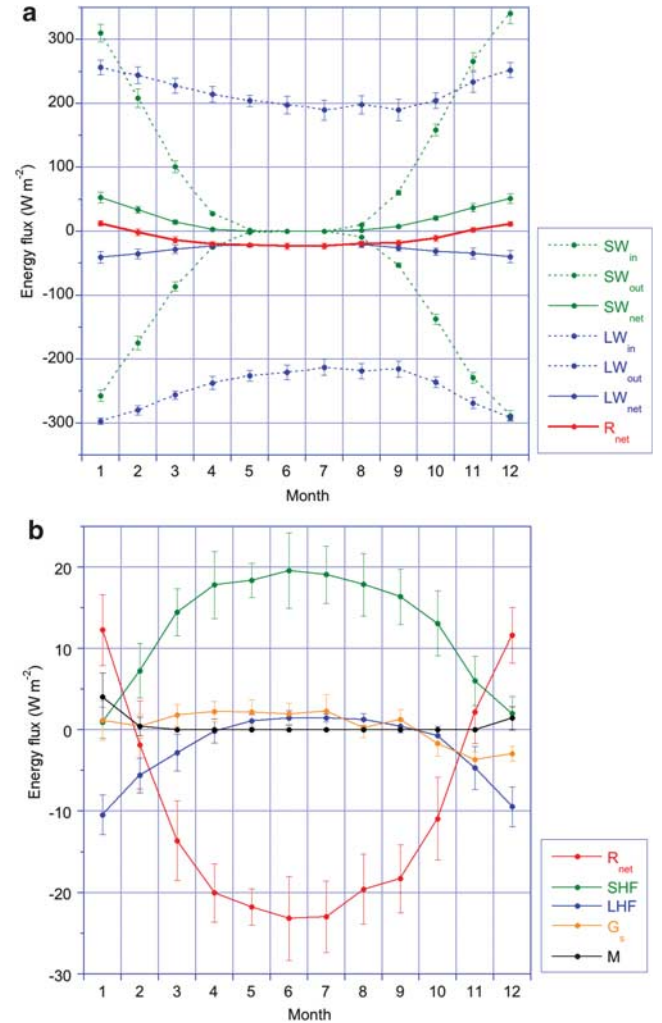 a
300
200
100
0
-100
-200
-300
Energy flux (W m⁻²)
1 2 3 4 5 6 7 8 9 10 11 12
Month
SWin
SWout
SWnet
LWin
LWout
LWnet
Rnet
b
20
10
0
-10
-20
-30
Energy flux (W m⁻²)
1 2 3 4 5 6 7 8 9 10 11 12
Month
Rnet
SHF
LHF
Gs
M